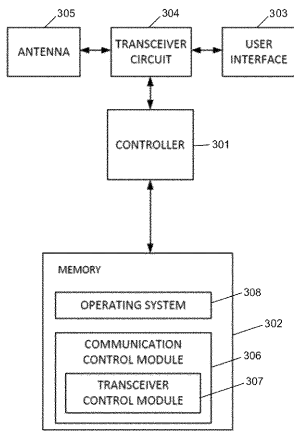 305
304
303
ANTENNA
TRANSCEIVER
CIRCUIT
USER
INTERFACE
CONTROLLER
301
MEMORY
OPERATING SYSTEM
308
302
COMMUNICATION
CONTROL MODULE
306
TRANSCEIVER
CONTROL MODULE
307